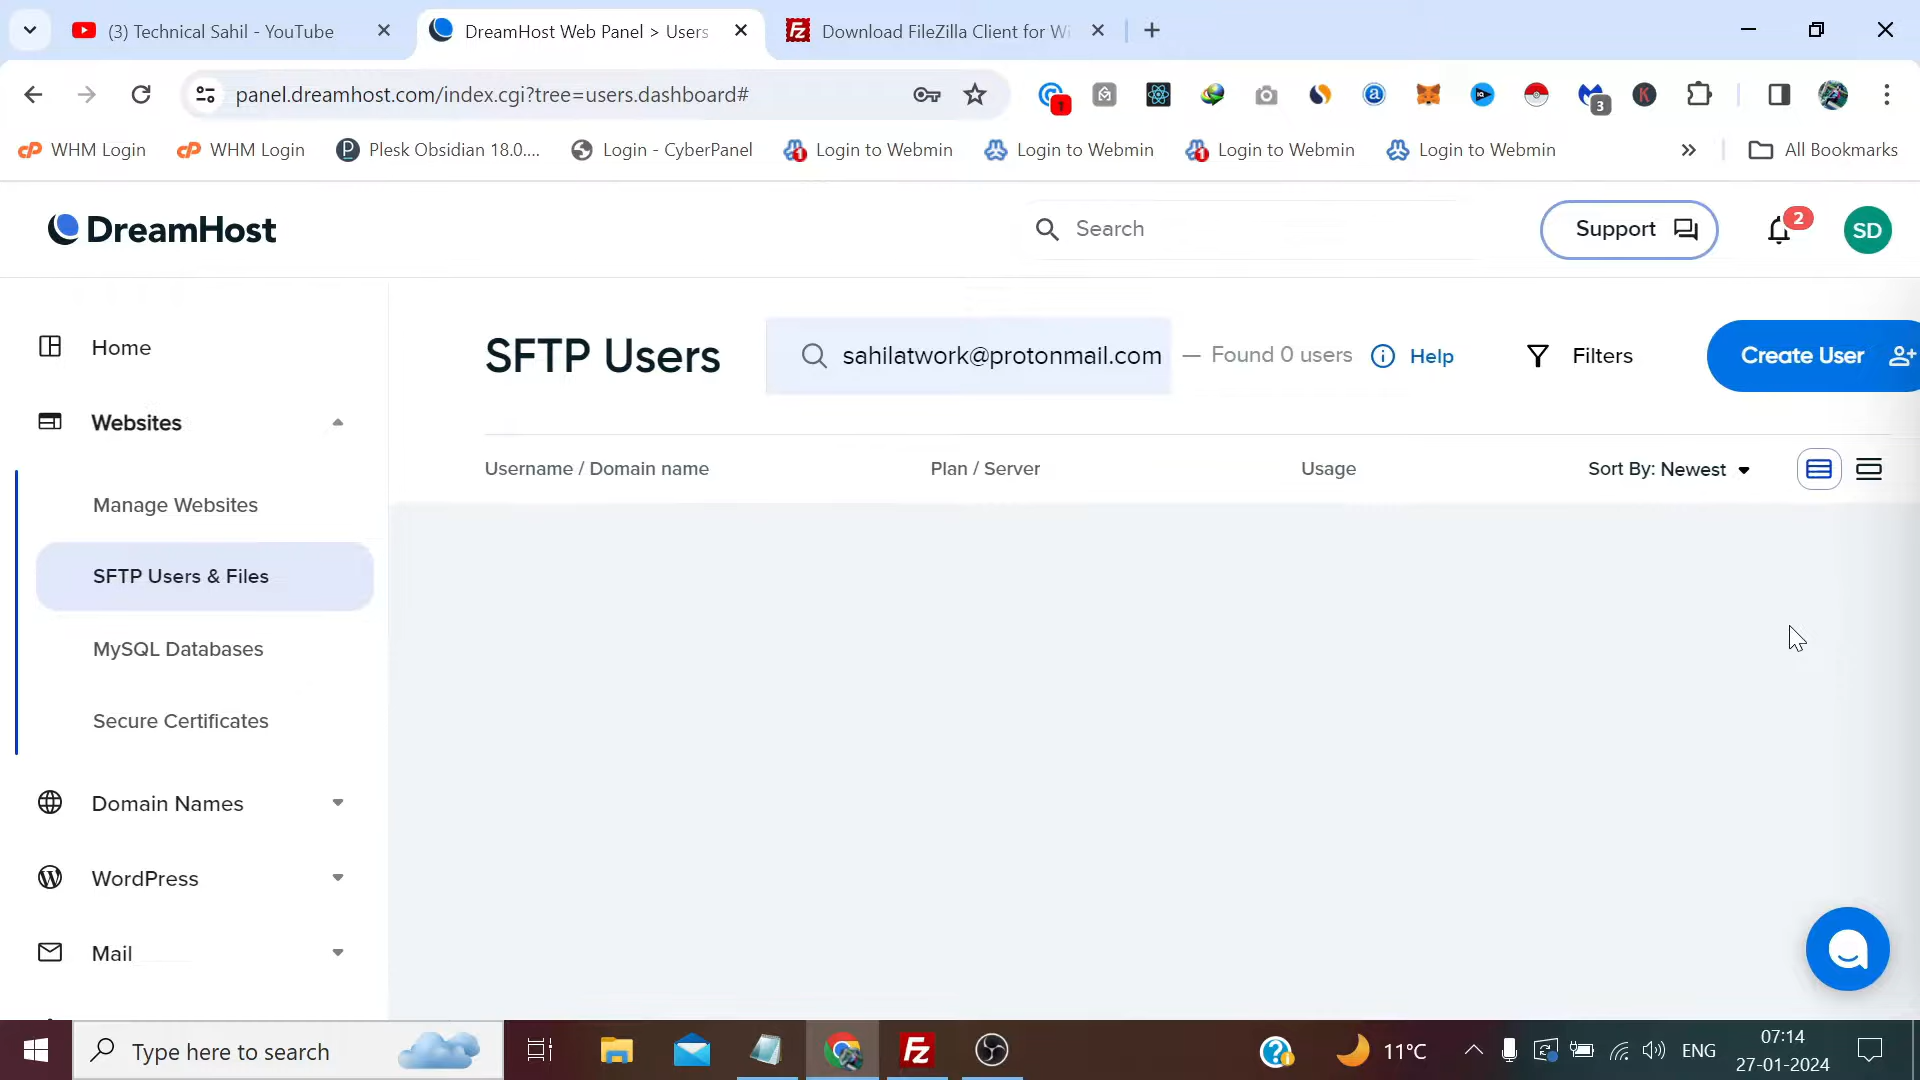 (3) Technical Sahil - YouTube
DreamHost Web Panel > Users
Download FileZilla Client for Wi
panel.dreamhost.com/index.cgi?tree=users.dashboard#
1
3
WHM Login
WHM Login
Plesk Obsidian 18.0....
Login - CyberPanel
Login to Webmin
Login to Webmin
Login to Webmin
Login to Webmin
All Bookmarks
DreamHost
Search
Support
2
SD
Home
Websites
Manage Websites
SFTP Users & Files
MySQL Databases
Secure Certificates
Domain Names
WordPress
Mail
SFTP Users
sahilatwork@protonmail.com
— Found 0 users
Help
Filters
Create User
Username / Domain name
Plan / Server
Usage
Sort By: Newest
Type here to search
11°C
ENG
07:14
27-01-2024